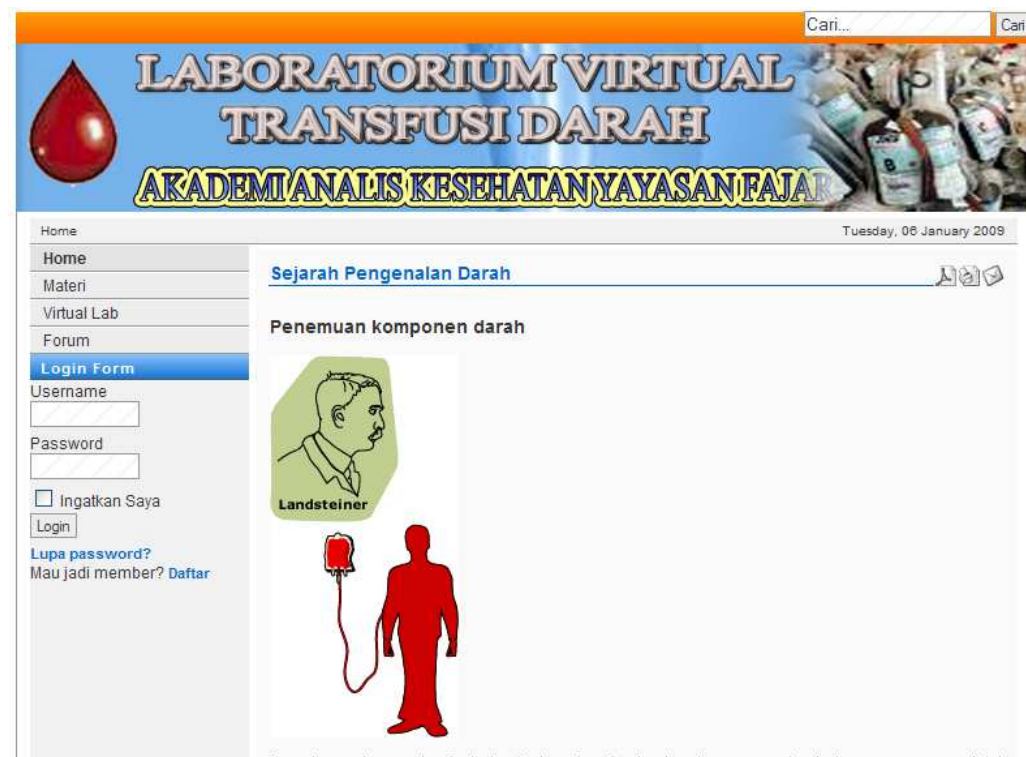 Cari...
Cari
LABORATORIUM VIRTUAL
TRANSFUSI DARAH
AKADEMI ANALIS KESEHATAN YAYASAN FAJAR
Home
Tuesday, 06 January 2009
Home
Materi
Virtual Lab
Forum
Login Form
Username
Password
Ingatkan Saya
Login
Lupa password?
Mau jadi member? Daftar
Sejarah Pengenalan Darah
Penemuan komponen darah
Landsteiner
B